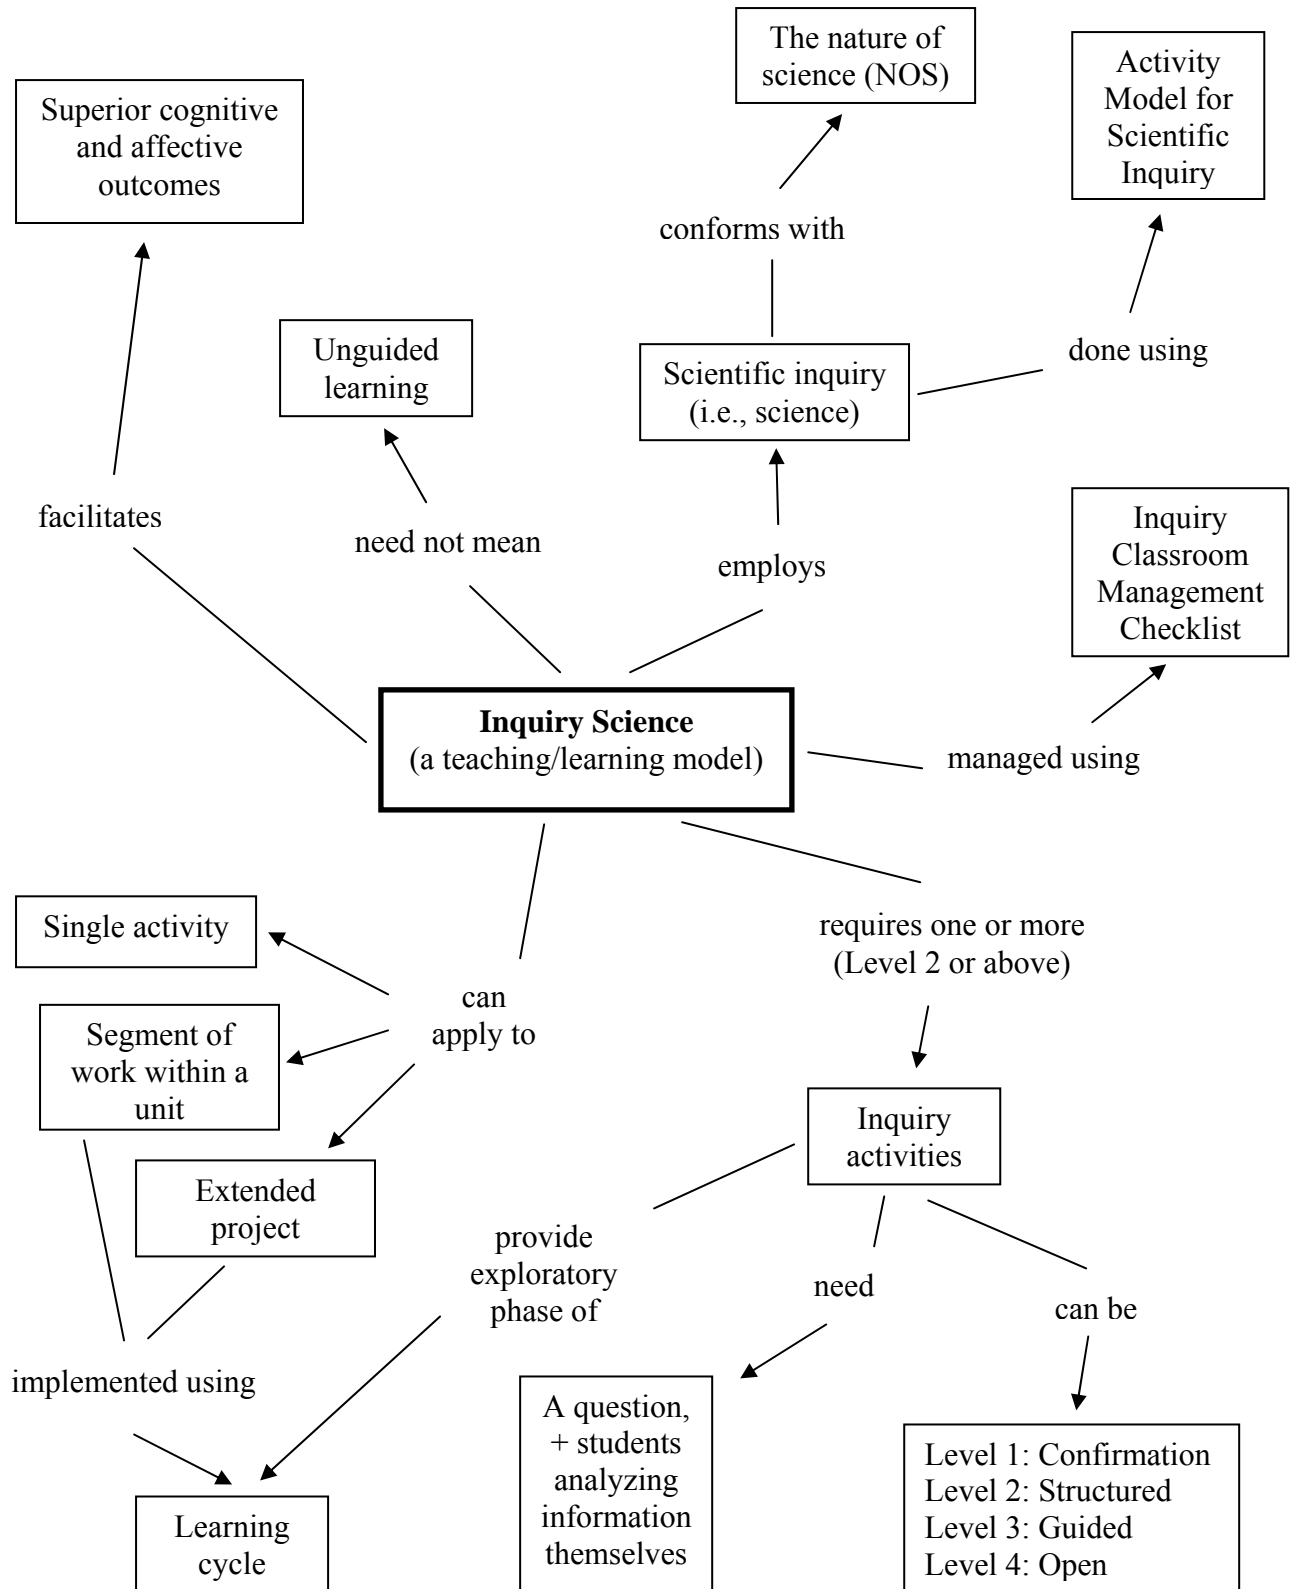 The nature of
science (NOS)
Activity
Model for
Scientific
Inquiry
Superior cognitive
and affective
outcomes
conforms with
Unguided
learning
Scientific inquiry
(i.e., science)
done using
facilitates
need not mean
employs
Inquiry
Classroom
Management
Checklist
Inquiry Science
(a teaching/learning model)
managed using
Single activity
can
apply to
requires one or more
(Level 2 or above)
Segment of
work within a
unit
Extended
project
Inquiry
activities
provide
exploratory
phase of
need
can be
implemented using
A question,
+ students
analyzing
information
themselves
Level 1: Confirmation
Level 2: Structured
Level 3: Guided
Level 4: Open
Learning
cycle